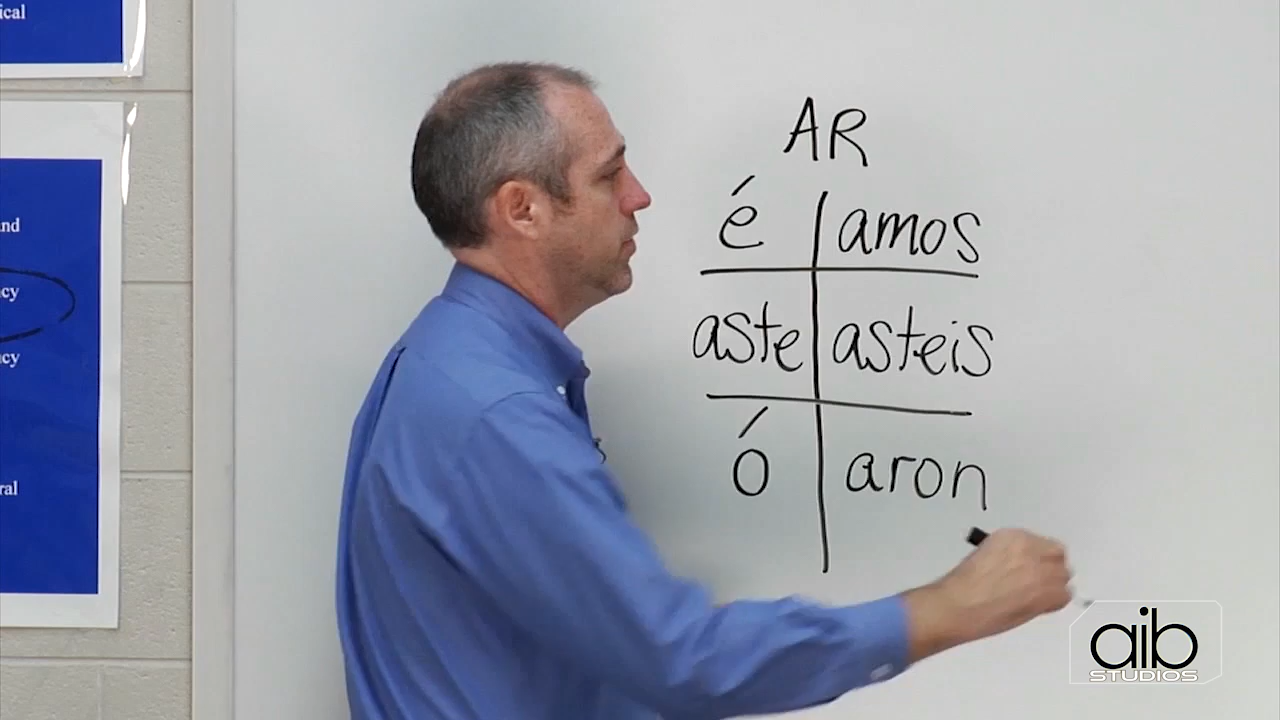 ical
nd
cy
cy
ral
AR
é amos
aste asteis
ó aron
aib
STUDIOS